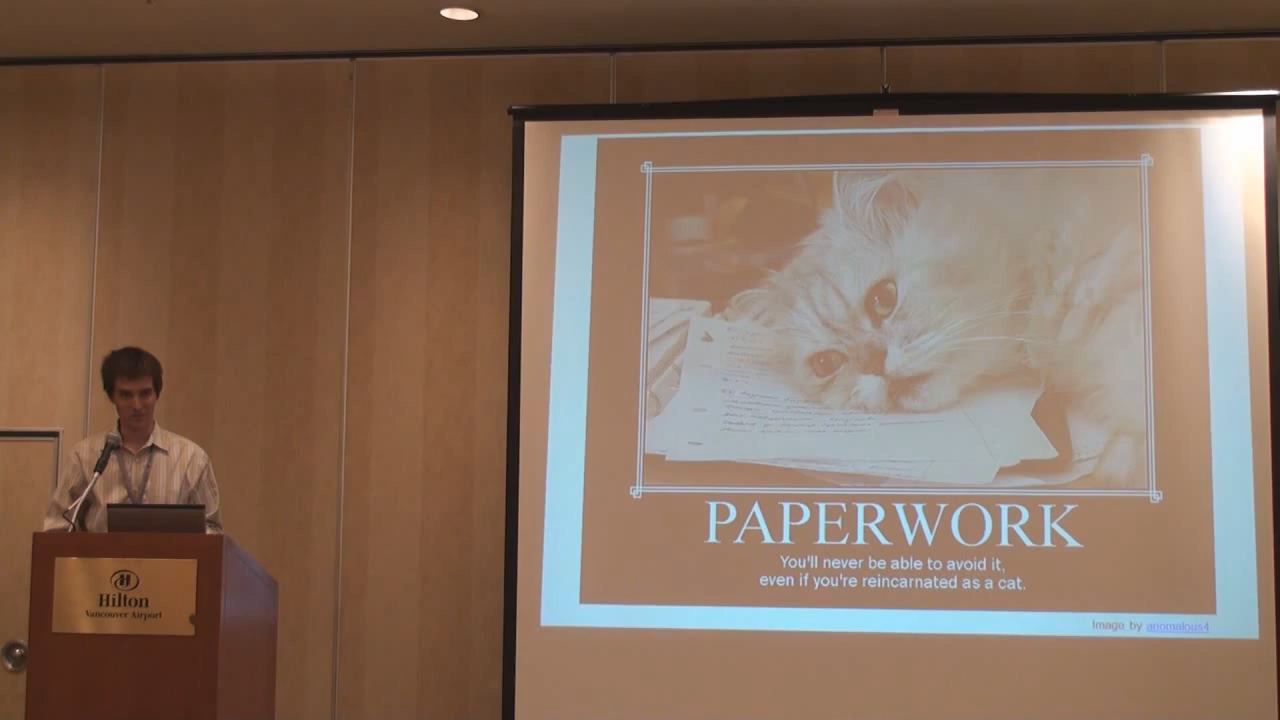 Hilton
Vancouver Airport
PAPERWORK
You'll never be able to avoid it,
even if you're reincarnated as a cat.
Image by anomalous4